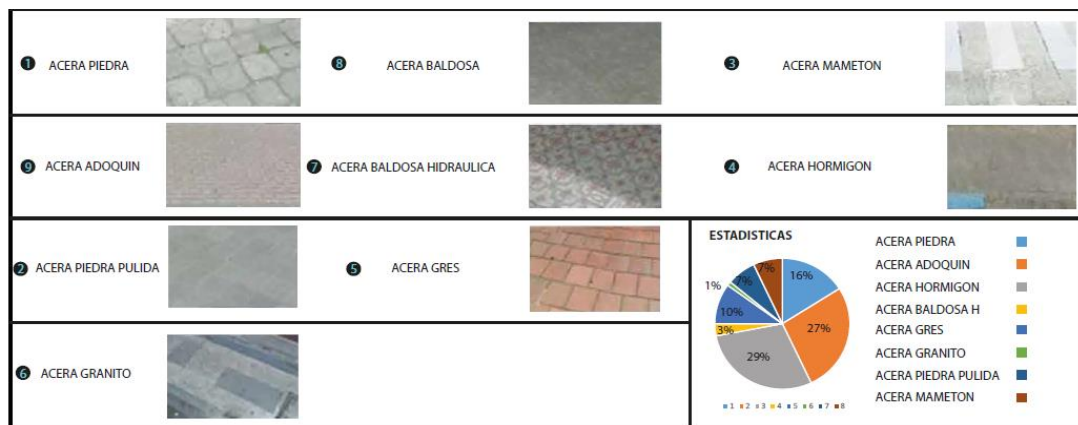 1 ACERA PIEDRA
8 ACERA BALDOSA
3 ACERA MAMETON
9 ACERA ADOQUIN
7 ACERA BALDOSA HIDRAULICA
4 ACERA HORMIGON
2 ACERA PIEDRA PULIDA
5 ACERA GRES
6 ACERA GRANITO
ESTADISTICAS
16%
27%
29%
3%
10%
1%
7%
7%
1 2 3 4 5 6 7 8
ACERA PIEDRA
ACERA ADOQUIN
ACERA HORMIGON
ACERA BALDOSA H
ACERA GRES
ACERA GRANITO
ACERA PIEDRA PULIDA
ACERA MAMETON